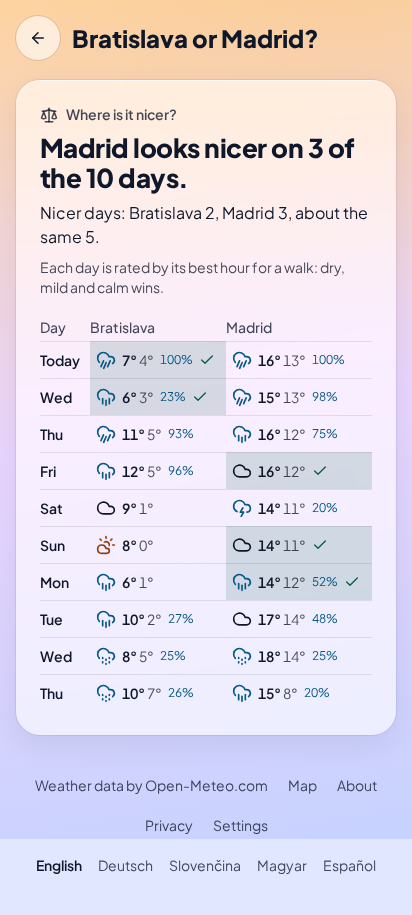 Bratislava or Madrid?
Where is it nicer?
Madrid looks nicer on 3 of
the 10 days.
Nicer days: Bratislava 2, Madrid 3, about the
same 5.
Each day is rated by its best hour for a walk: dry,
mild and calm wins.
Day Bratislava Madrid
Today 7° 4° 100% 16° 13° 100%
Wed 6° 3° 23% 15° 13° 98%
Thu 11° 5° 93% 16° 12° 75%
Fri 12° 5° 96% 16° 12°
Sat 9° 1° 14° 11° 20%
Sun 8° 0° 14° 11°
Mon 6° 1° 14° 12° 52%
Tue 10° 2° 27% 17° 14° 48%
Wed 8° 5° 25% 18° 14° 25%
Thu 10° 7° 26% 15° 8° 20%
Weather data by Open-Meteo.com Map About
Privacy Settings
English Deutsch Slovenčina Magyar Español